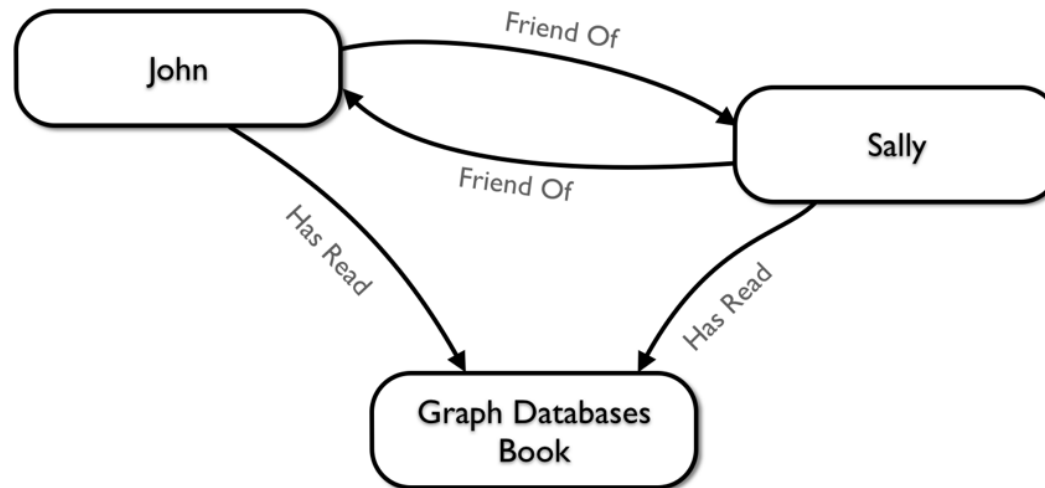 Friend Of
John
Sally
Friend Of
Has Read
Has Read
Graph Databases
Book